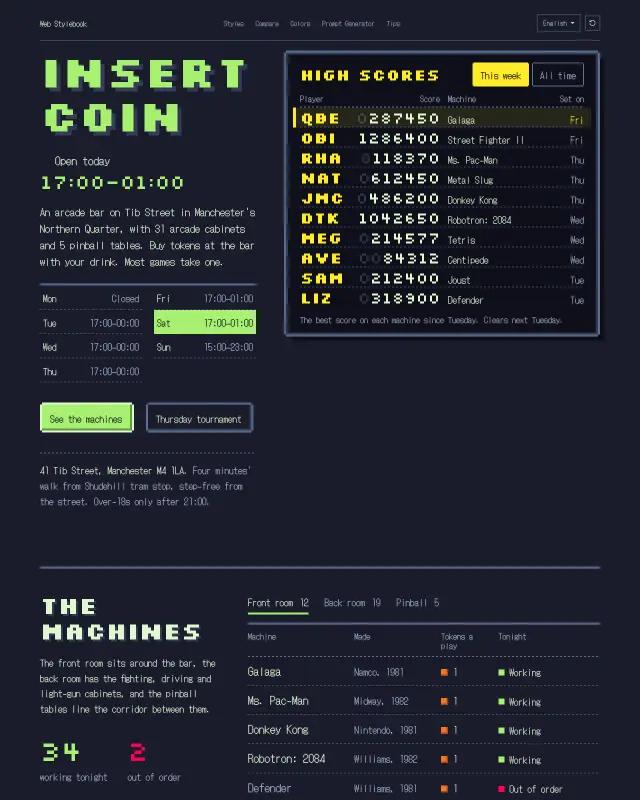 Web Stylebook
Styles Compare Colors Prompt Generator Tips
English
INSERT
COIN
Open today
17:00–01:00
An arcade bar on Tib Street in Manchester's
Northern Quarter, with 31 arcade cabinets
and 5 pinball tables. Buy tokens at the bar
with your drink. Most games take one.
Mon Closed Fri 17:00–01:00
Tue 17:00–00:00 Sat 17:00–01:00
Wed 17:00–00:00 Sun 15:00–23:00
Thu 17:00–00:00
See the machines Thursday tournament
41 Tib Street, Manchester M4 1LA. Four minutes'
walk from Shudehill tram stop, step-free from
the street. Over-18s only after 21:00.
HIGH SCORES This week All time
Player Score Machine Set on
QBE 0287450 Galaga Fri
OBI 1286400 Street Fighter II Fri
RHA 0118370 Ms. Pac-Man Thu
NAT 0612450 Metal Slug Thu
JMC 0486200 Donkey Kong Thu
DTK 1042650 Robotron: 2084 Wed
MEG 0214577 Tetris Wed
AVE 0084312 Centipede Wed
SAM 0212400 Joust Tue
LIZ 0318900 Defender Tue
The best score on each machine since Tuesday. Clears next Tuesday.
THE
MACHINES
The front room sits around the bar, the
back room has the fighting, driving and
light-gun cabinets, and the pinball
tables line the corridor between them.
34 2
working tonight out of order
Front room 12 Back room 19 Pinball 5
Machine Made Tokens a play Tonight
Galaga Namco, 1981 1 Working
Ms. Pac-Man Midway, 1982 1 Working
Donkey Kong Nintendo, 1981 1 Working
Robotron: 2084 Williams, 1982 1 Working
Defender Williams, 1981 1 Out of order